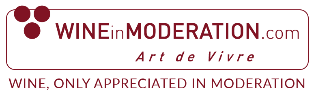 WINEinMODERATION.com
Art de Vivre
WINE, ONLY APPRECIATED IN MODERATION